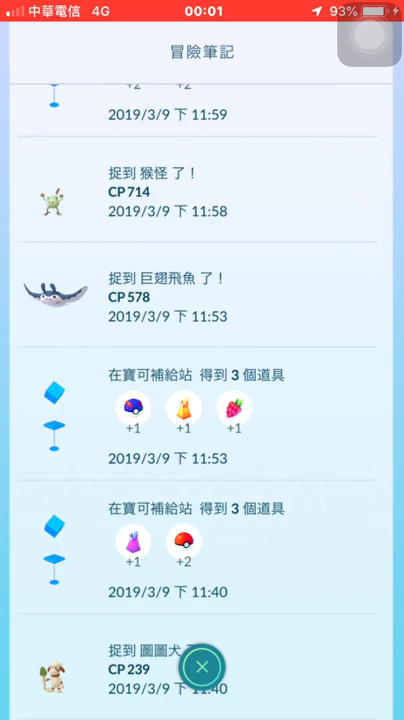 中華電信 4G 00:01 93%
冒險筆記
+2 +2
2019/3/9 下 11:59
捉到 猴怪 了！
CP 714
2019/3/9 下 11:58
捉到 巨翅飛魚 了！
CP 578
2019/3/9 下 11:53
在寶可補給站 得到 3 個道具
+1 +1 +1
2019/3/9 下 11:53
在寶可補給站 得到 3 個道具
+1 +2
2019/3/9 下 11:40
捉到 圖圖犬
CP 239
2019/3/9 下 11:40